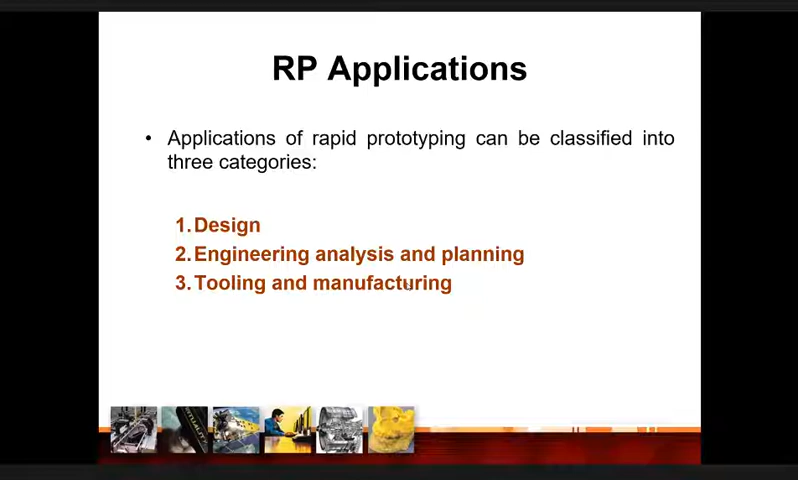 RP Applications
• Applications of rapid prototyping can be classified into
three categories:
1. Design
2. Engineering analysis and planning
3. Tooling and manufacturing